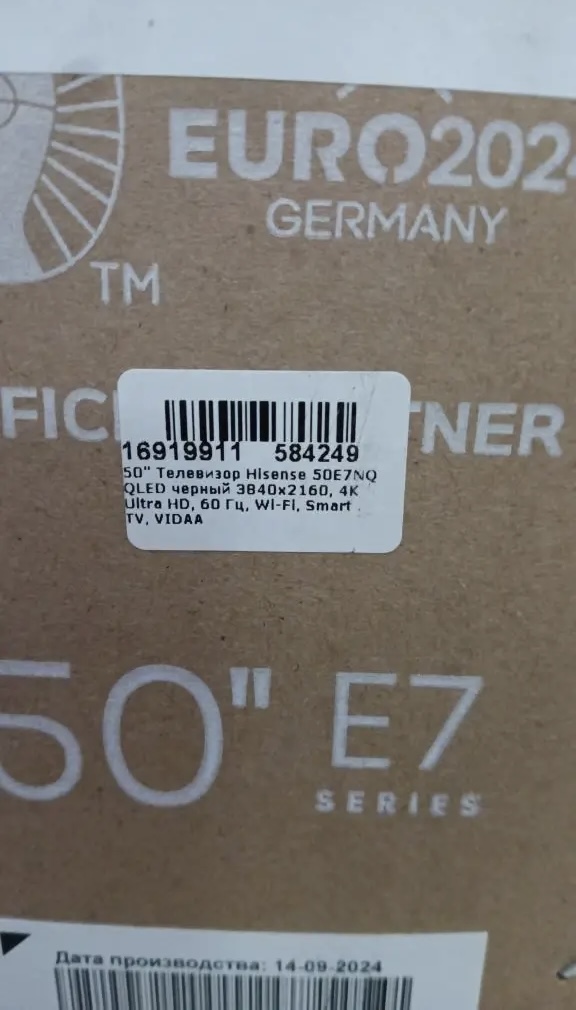 EURO2024
GERMANY
TM
16919911 584249
50" Телевизор Hisense 50E7NQ
QLED черный 3840x2160, 4K
Ultra HD, 60 Гц, Wi-Fi, Smart
TV, VIDAA
50" E7
SERIES
Дата производства: 14-09-2024